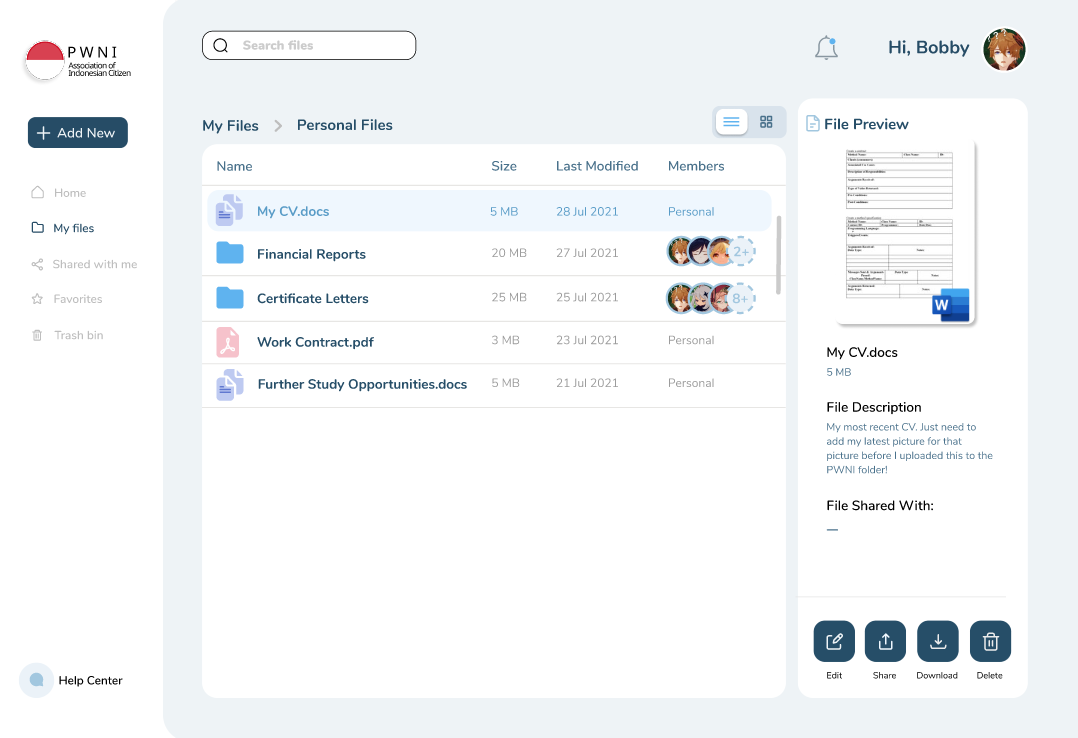 PWNI
Association of
Indonesian Citizen
Search files
Hi, Bobby
Add New
Home
My files
Shared with me
Favorites
Trash bin
Help Center
My Files > Personal Files
Name Size Last Modified Members
My CV.docs 5 MB 28 Jul 2021 Personal
Financial Reports 20 MB 27 Jul 2021 2+
Certificate Letters 25 MB 25 Jul 2021 8+
Work Contract.pdf 3 MB 23 Jul 2021 Personal
Further Study Opportunities.docs 5 MB 21 Jul 2021 Personal
File Preview
W
My CV.docs
5 MB
File Description
My most recent CV. Just need to
add my latest picture for that
picture before I uploaded this to the
PWNI folder!
File Shared With:
—
Edit Share Download Delete